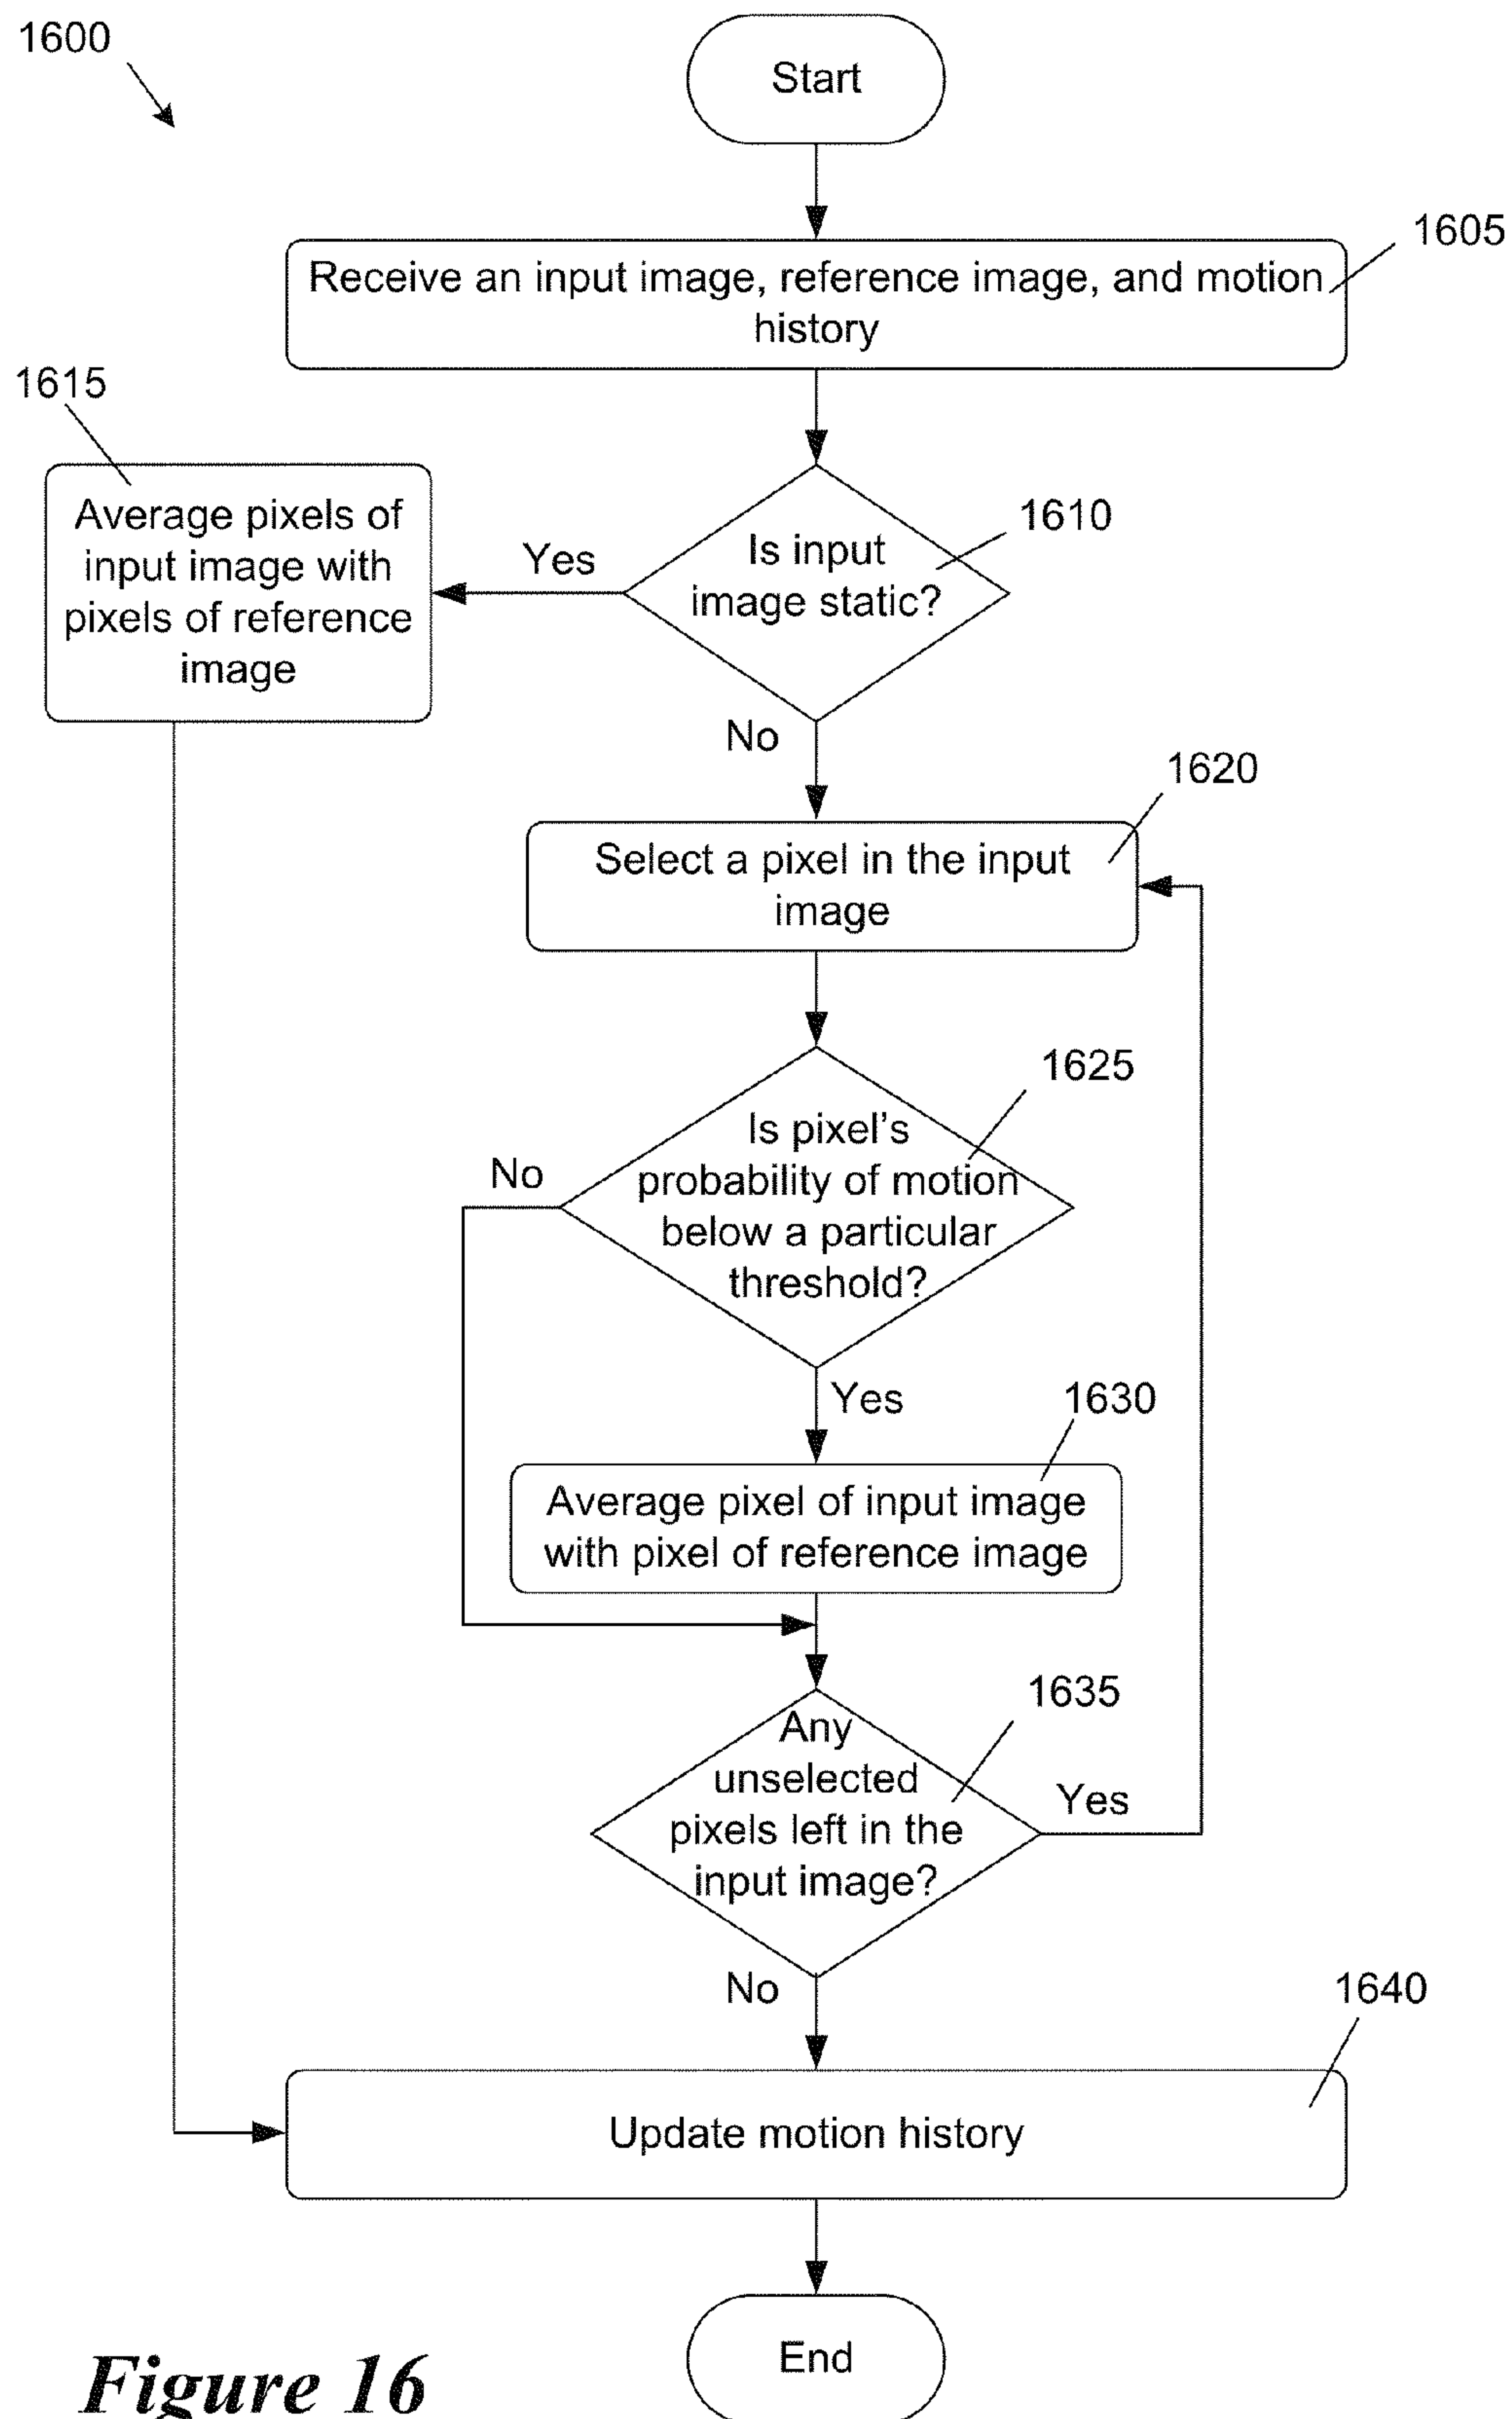 1600
Start
1605
Receive an input image, reference image, and motion
history
1615
Average pixels of
input image with
pixels of reference
image
Yes
1610
Is input
image static?
No
1620
Select a pixel in the input
image
1625
Is pixel's
probability of motion
below a particular
threshold?
No
Yes
1630
Average pixel of input image
with pixel of reference image
1635
Any
unselected
pixels left in the
input image?
Yes
No
1640
Update motion history
End
Figure 16